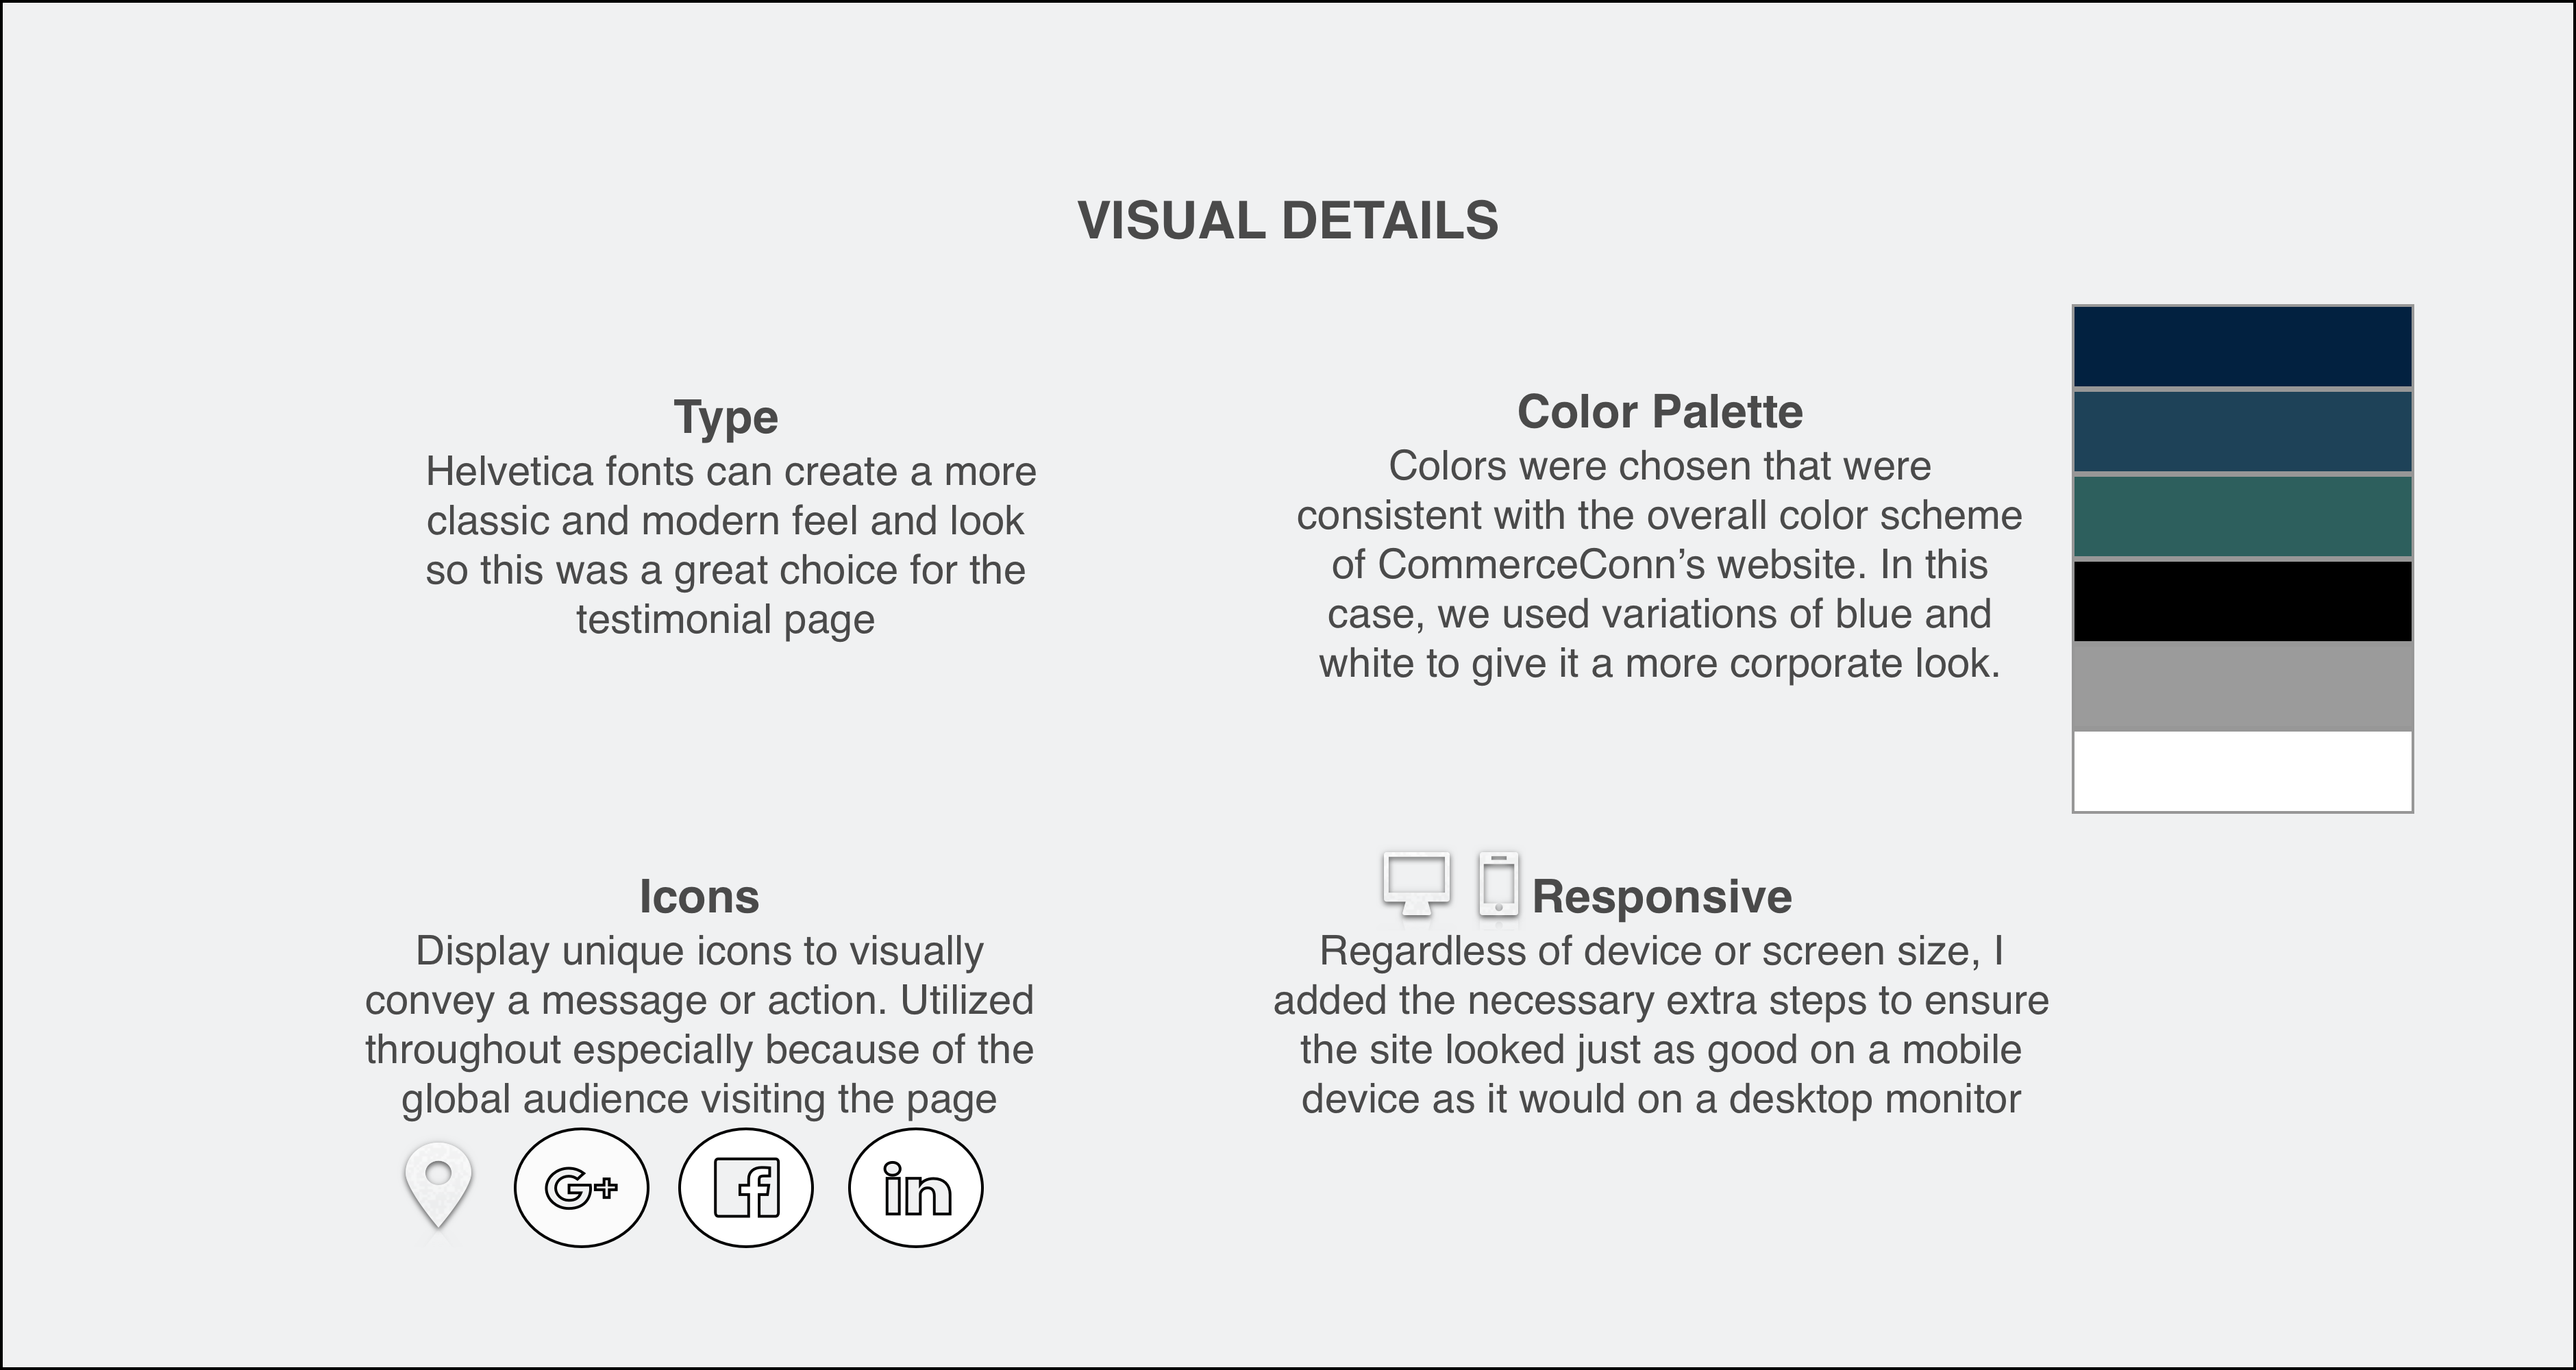 VISUAL DETAILS
Type
Helvetica fonts can create a more
classic and modern feel and look
so this was a great choice for the
testimonial page
Color Palette
Colors were chosen that were
consistent with the overall color scheme
of CommerceConn’s website. In this
case, we used variations of blue and
white to give it a more corporate look.
Icons
Display unique icons to visually
convey a message or action. Utilized
throughout especially because of the
global audience visiting the page
G+ f in
Responsive
Regardless of device or screen size, I
added the necessary extra steps to ensure
the site looked just as good on a mobile
device as it would on a desktop monitor